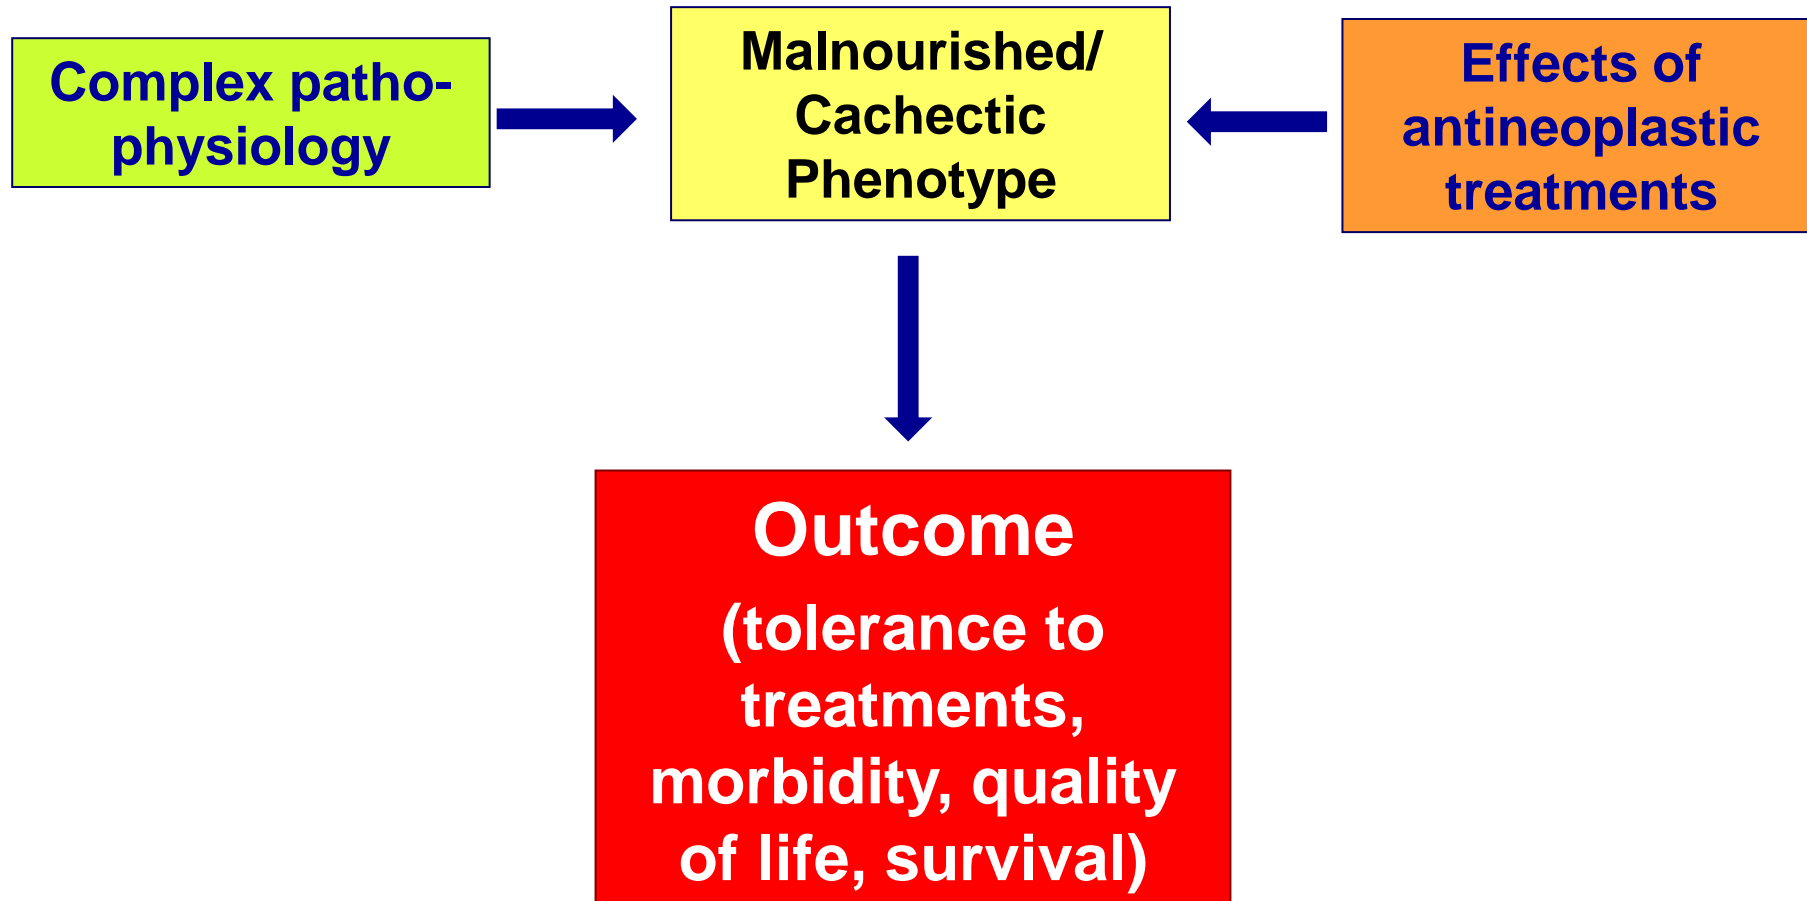 Complex patho-
physiology
Malnourished/
Cachectic
Phenotype
Effects of
antineoplastic
treatments
Outcome
(tolerance to
treatments,
morbidity, quality
of life, survival)